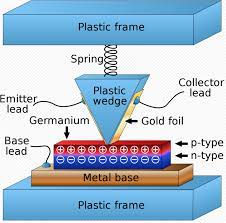 Plastic frame
Spring
Collector
lead
Plastic
wedge
Emitter
lead
Germanium
Gold foil
Base
lead
p-type
n-type
Metal base
Plastic frame